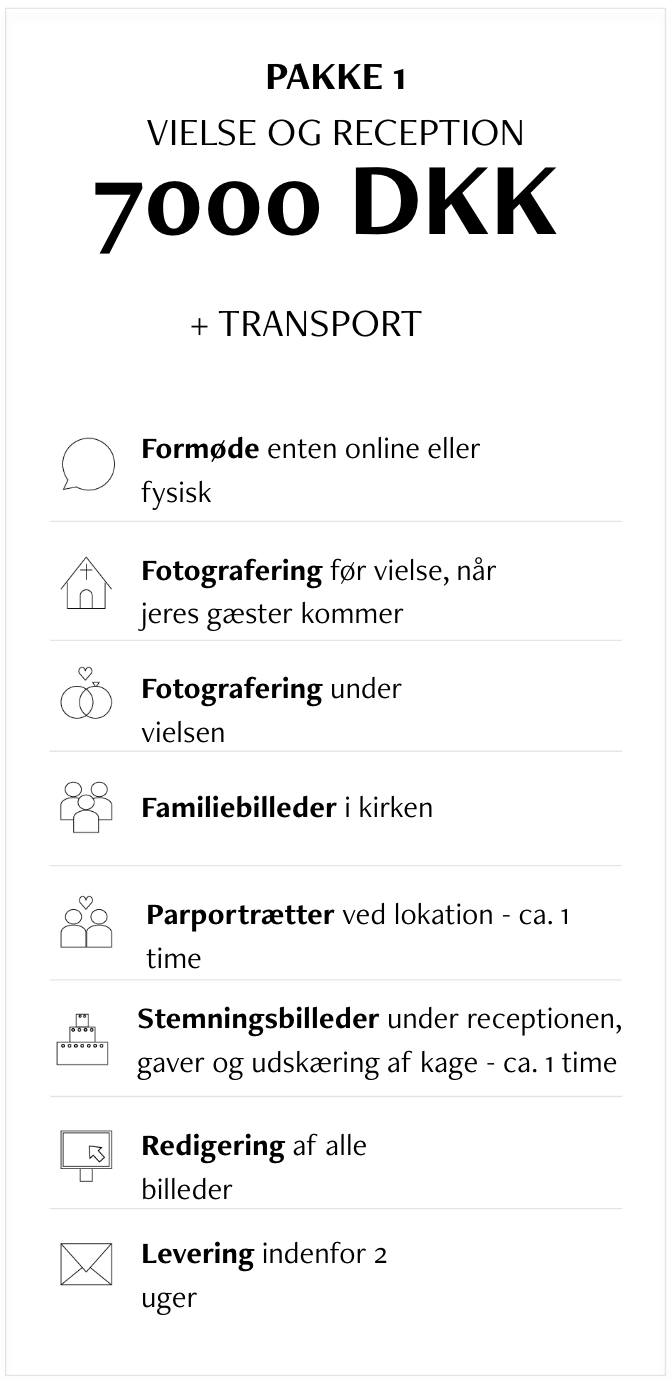 PAKKE 1
VIELSE OG RECEPTION
7000 DKK
+ TRANSPORT
Formøde enten online eller
fysisk
Fotografering før vielse, når
jeres gæster kommer
Fotografering under
vielsen
Familiebilleder i kirken
Parportrætter ved lokation - ca. 1
time
Stemningsbilleder under receptionen,
gaver og udskæring af kage - ca. 1 time
Redigering af alle
billeder
Levering indenfor 2
uger